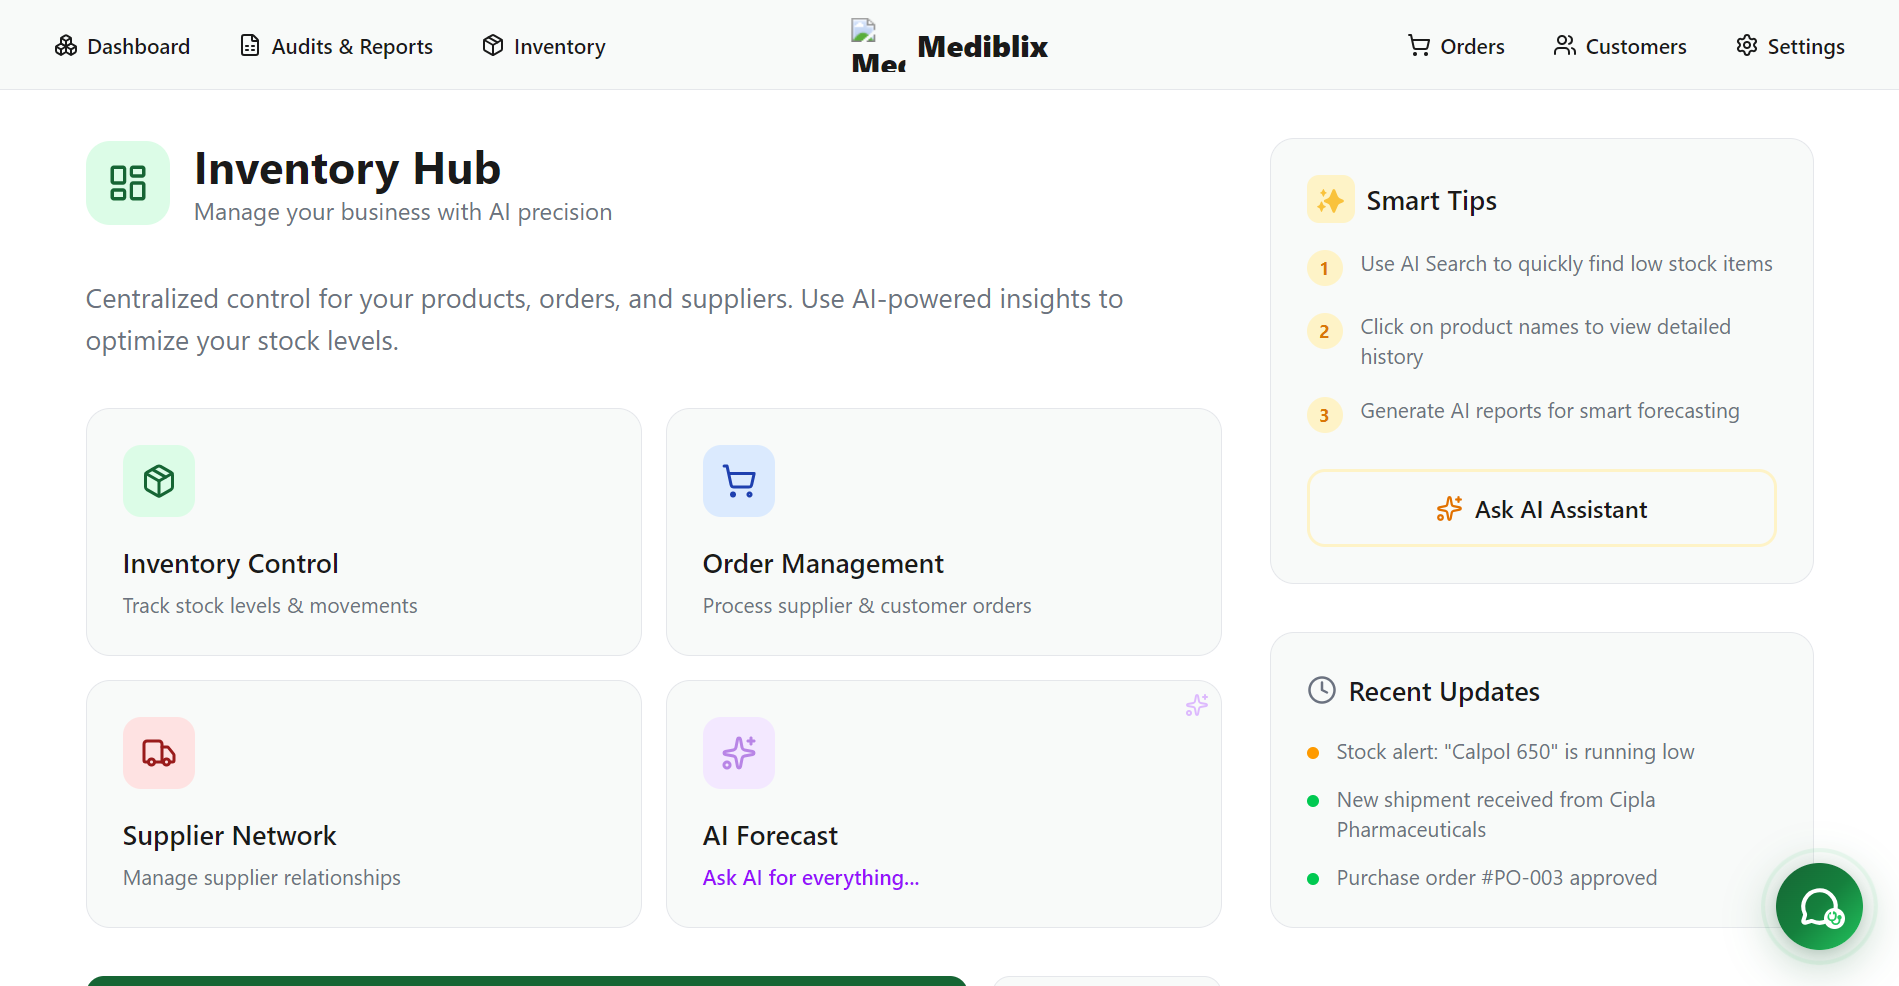 Dashboard
Audits & Reports
Inventory
Mediblix
Orders
Customers
Settings
Inventory Hub
Manage your business with AI precision
Centralized control for your products, orders, and suppliers. Use AI-powered insights to
optimize your stock levels.
Inventory Control
Track stock levels & movements
Order Management
Process supplier & customer orders
Supplier Network
Manage supplier relationships
AI Forecast
Ask AI for everything...
Smart Tips
1 Use AI Search to quickly find low stock items
2 Click on product names to view detailed
history
3 Generate AI reports for smart forecasting
Ask AI Assistant
Recent Updates
Stock alert: "Calpol 650" is running low
New shipment received from Cipla
Pharmaceuticals
Purchase order #PO-003 approved